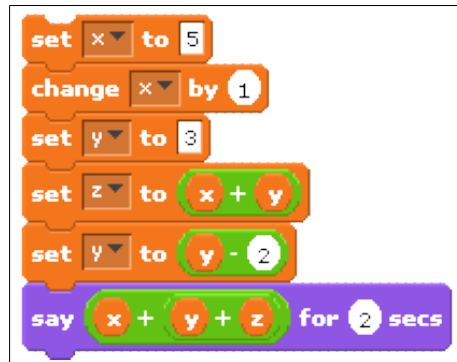 set x to 5
change x by 1
set y to 3
set z to x + y
set y to y - 2
say x + y + z for 2 secs